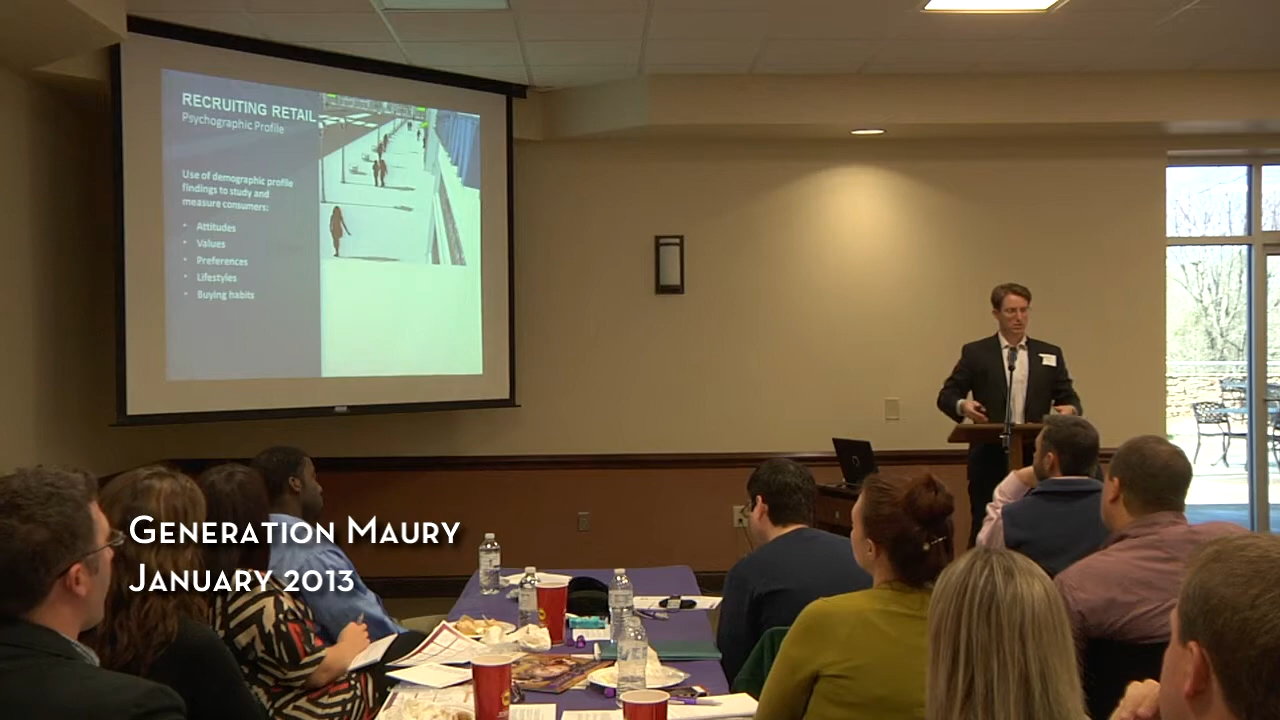 RECRUITING RETAIL
Psychographic Profile
Use of demographic profile
findings to study and
measure consumers:
• Attitudes
• Values
• Preferences
• Lifestyles
• Buying habits
Generation Maury
January 2013